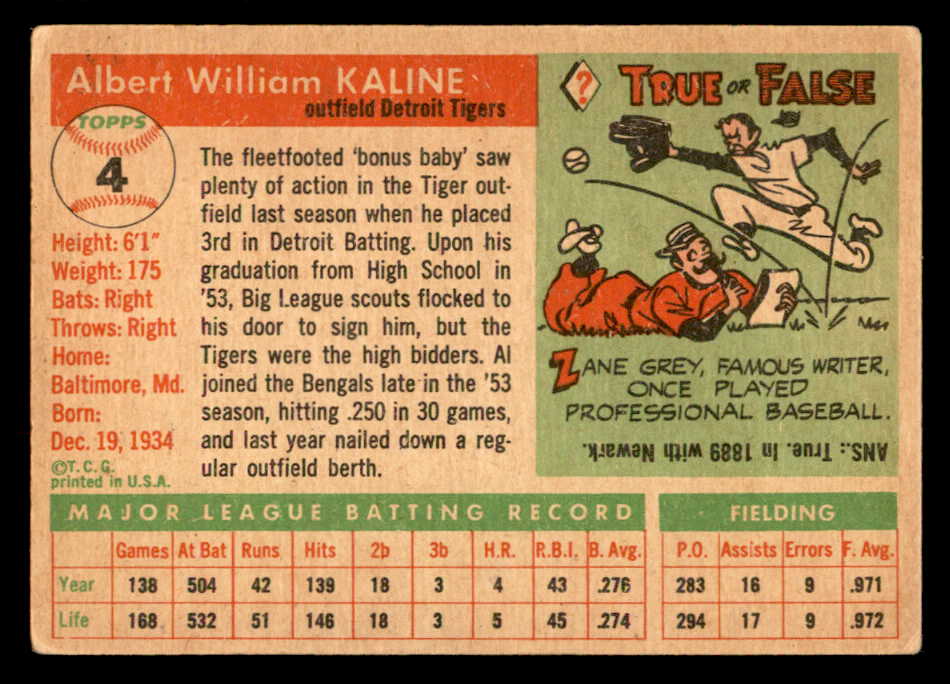 Albert William KALINE
outfield Detroit Tigers
TOPPS
4
Height: 6'1"
Weight: 175
Bats: Right
Throws: Right
Home:
Baltimore, Md.
Born:
Dec. 19, 1934
©T.C.G.
printed in U.S.A.
The fleetfooted 'bonus baby' saw
plenty of action in the Tiger out-
field last season when he placed
3rd in Detroit Batting. Upon his
graduation from High School in
'53, Big League scouts flocked to
his door to sign him, but the
Tigers were the high bidders. Al
joined the Bengals late in the '53
season, hitting .250 in 30 games,
and last year nailed down a reg-
ular outfield berth.
? TRUE OR FALSE
ZANE GREY, FAMOUS WRITER,
ONCE PLAYED
PROFESSIONAL BASEBALL.
ANS.: True. In 1889 with Newark.
MAJOR LEAGUE BATTING RECORD
Games At Bat Runs Hits 2b 3b H.R. R.B.I. B. Avg.
Year 138 504 42 139 18 3 4 43 .276
Life 168 532 51 146 18 3 5 45 .274
FIELDING
P.O. Assists Errors F. Avg.
283 16 9 .971
294 17 9 .972